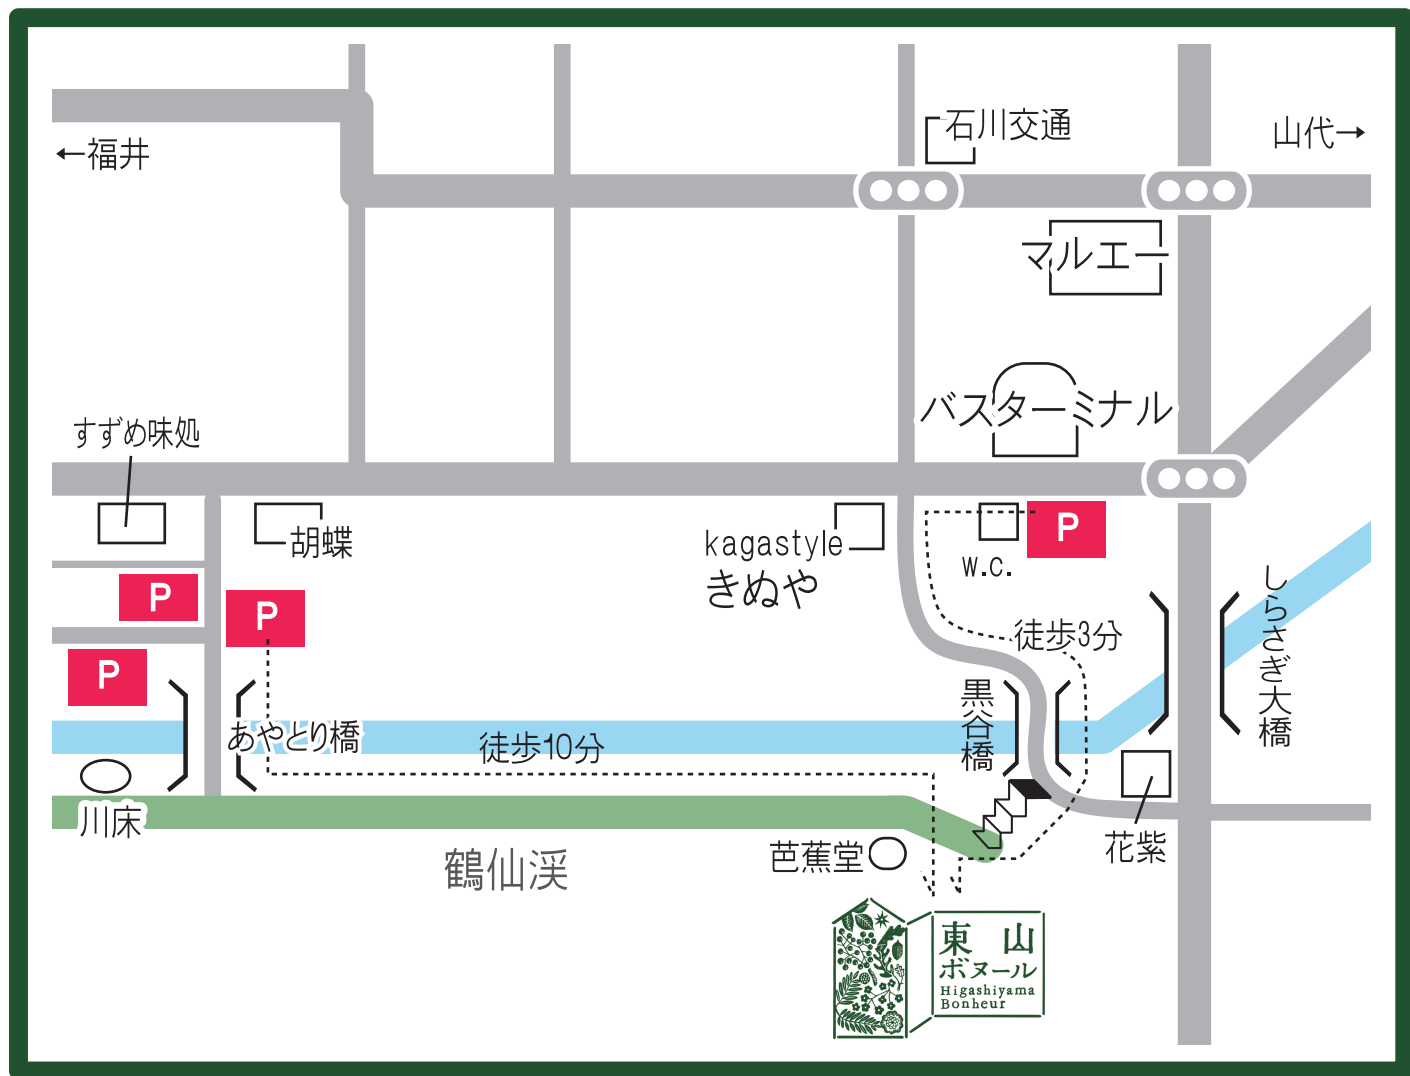 石川交通
山代→
←福井
マルエー
バスターミナル
すずめ味処
P
胡蝶
kagastyle
きぬや
w.c.
P
P
P
徒歩3分
しらさぎ大橋
黒谷橋
あやとり橋
徒歩10分
川床
花紫
芭蕉堂
鶴仙渓
東山
ボヌール
Higashiyama
Bonheur